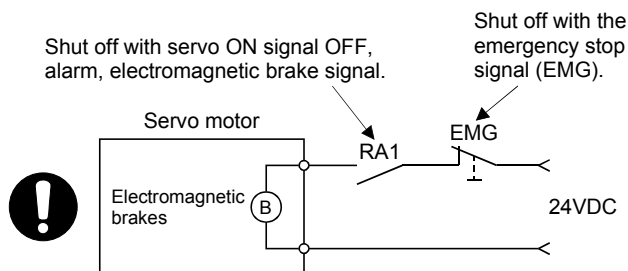 Shut off with servo ON signal OFF,
alarm, electromagnetic brake signal.
Shut off with the
emergency stop
signal (EMG).
Servo motor
RA1
EMG
Electromagnetic
brakes
B
24VDC